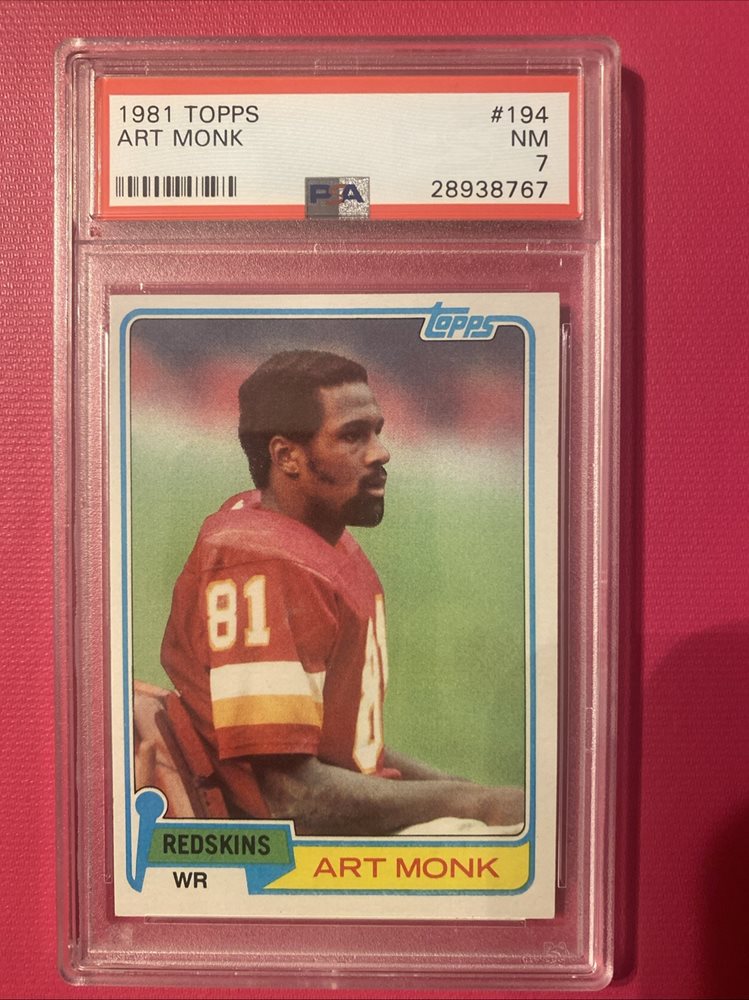 1981 TOPPS #194
ART MONK NM
7
PSA 28938767
topps
81
REDSKINS
WR
ART MONK